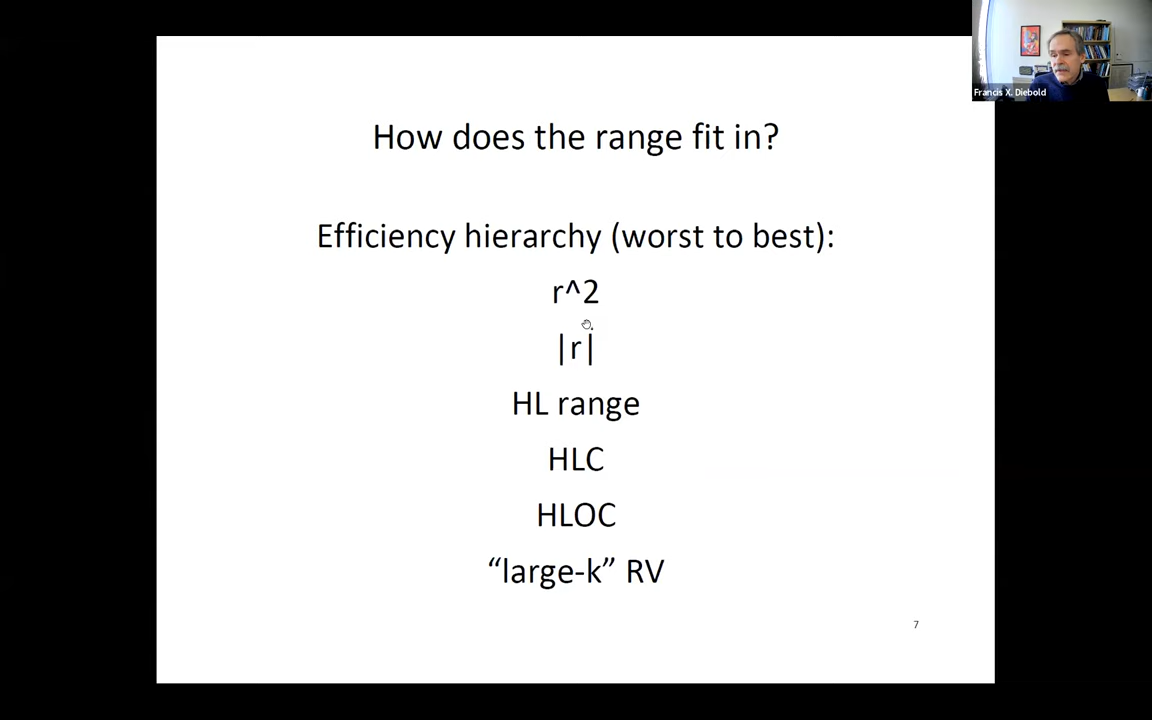 Francis X. Diebold
How does the range fit in?
Efficiency hierarchy (worst to best):
r^2
|r|
HL range
HLC
HLOC
“large-k” RV
7